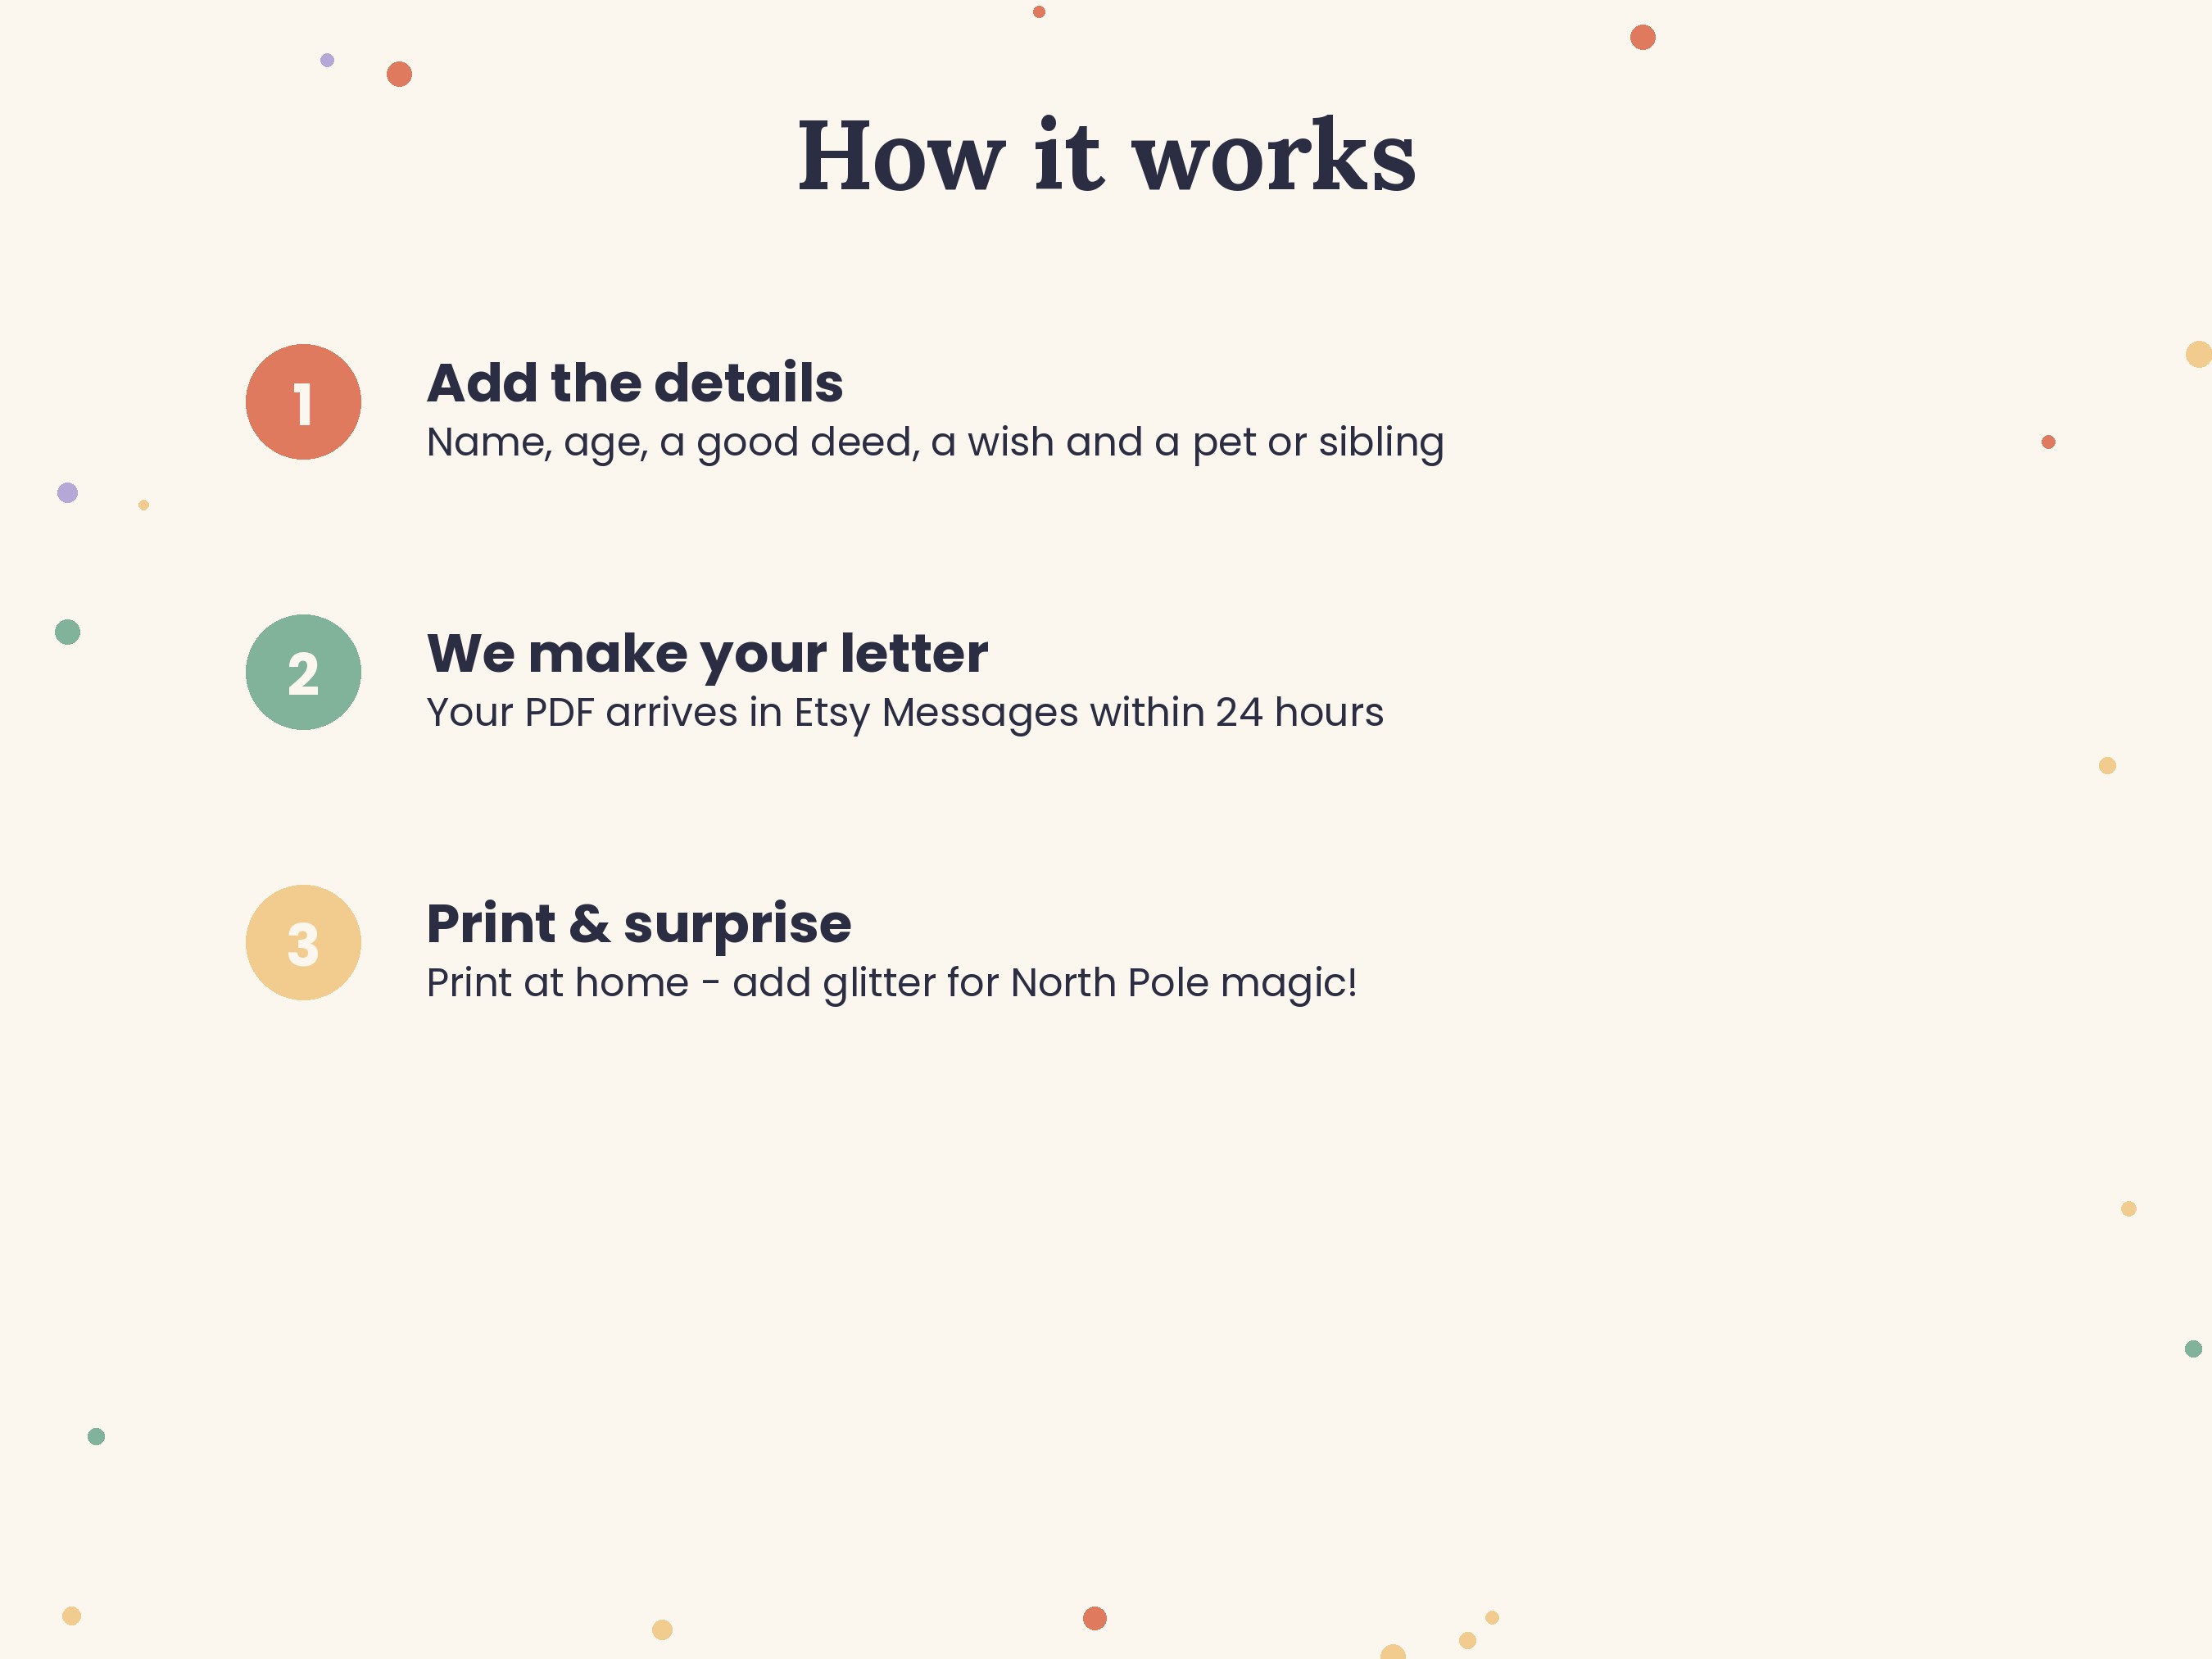 How it works
1
Add the details
Name, age, a good deed, a wish and a pet or sibling
2
We make your letter
Your PDF arrives in Etsy Messages within 24 hours
3
Print & surprise
Print at home - add glitter for North Pole magic!